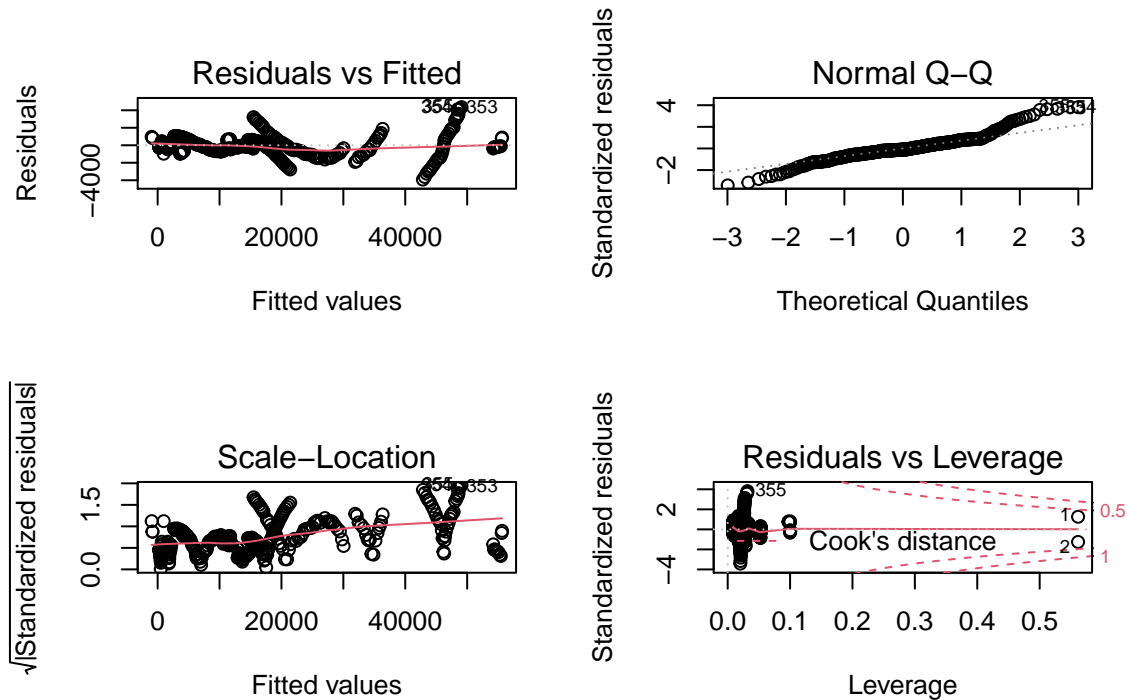 Residuals vs Fitted
Residuals
−4000
0 20000 40000
Fitted values
353
Normal Q−Q
Standardized residuals
−2 4
−3 −2 −1 0 1 2 3
Theoretical Quantiles
Scale−Location
√|Standardized residuals|
0.0 1.5
0 20000 40000
Fitted values
353
Residuals vs Leverage
Standardized residuals
−4 2
0.0 0.1 0.2 0.3 0.4 0.5
Leverage
355
1
2
Cook's distance
0.5
1